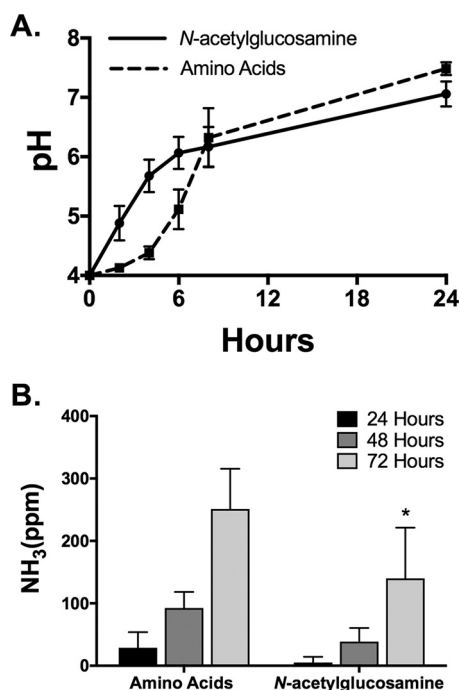 A.
N-acetylglucosamine
Amino Acids
8
7
6
5
4
pH
0 6 12 18 24
Hours
B.
400
300
200
100
0
NH3(ppm)
24 Hours
48 Hours
72 Hours
*
Amino Acids N-acetylglucosamine